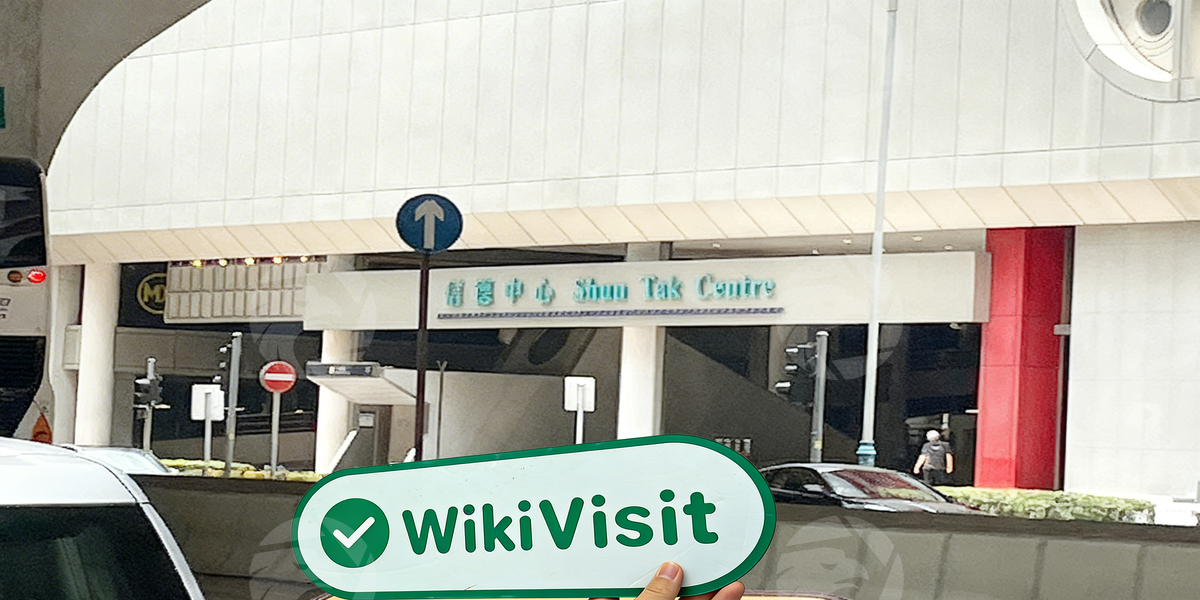 信德中心 Shun Tak Centre
WikiVisit